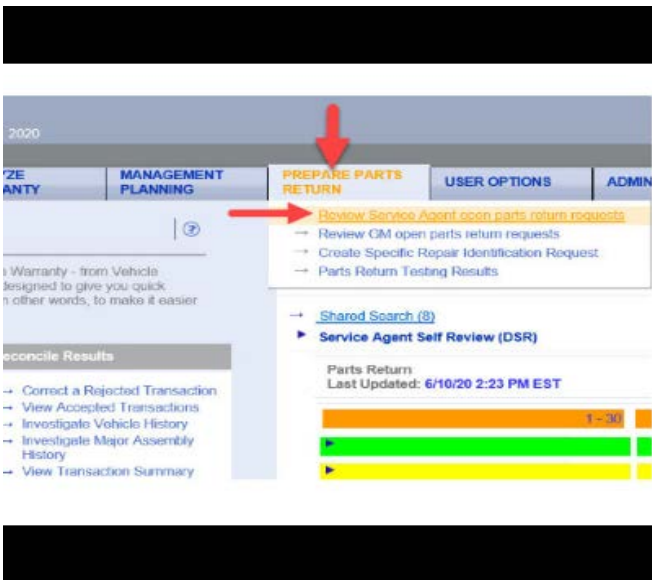 2020
YZE
ANTY
MANAGEMENT
PLANNING
PREPARE PARTS
RETURN
USER OPTIONS
ADMIN
Review Service Agent open parts return requests
→ Review GM open parts return requests
→ Create Specific Repair Identification Request
→ Parts Return Testing Results
a Warranty - from Vehicle
designed to give you quick
n other words, to make it easier
→ Shared Search (8)
Service Agent Self Review (DSR)
econcile Results
Parts Return
Last Updated: 6/10/20 2:23 PM EST
→ Correct a Rejected Transaction
→ View Accepted Transactions
→ Investigate Vehicle History
→ Investigate Major Assembly
History
→ View Transaction Summary
1 - 30